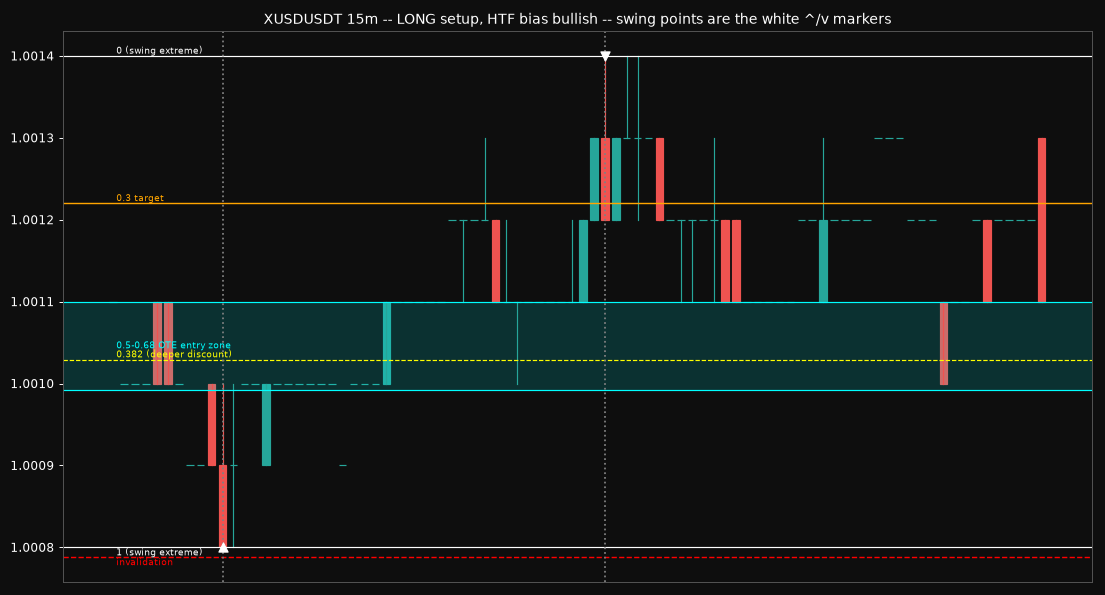 XUSDUSDT 15m -- LONG setup, HTF bias bullish -- swing points are the white ^/v markers
0 (swing extreme)
1.0014
1.0013
0.3 target
1.0012
1.0011
0.5-0.68 OTE entry zone
0.382 (deeper discount)
1.0010
1.0009
1.0008
1 (swing extreme)
Invalidation